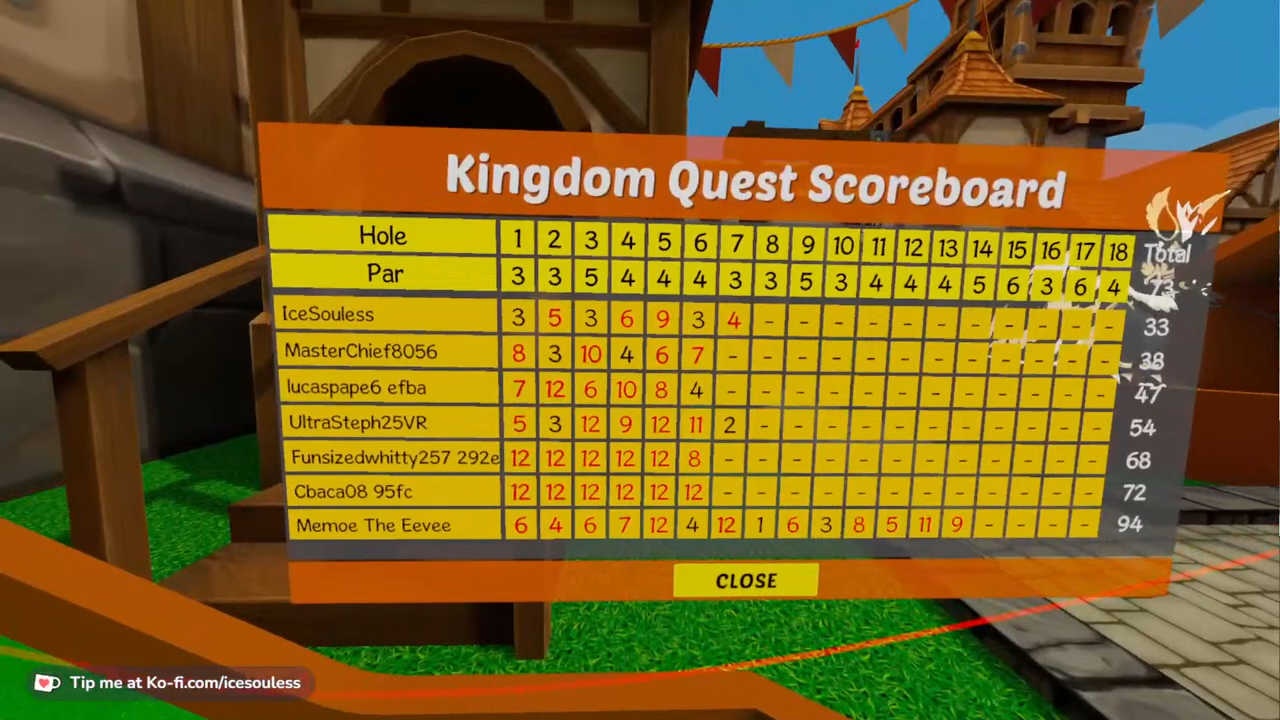 Kingdom Quest Scoreboard
Hole 1 2 3 4 5 6 7 8 9 10 11 12 13 14 15 16 17 18 Total
Par 3 3 5 4 4 4 3 3 5 3 4 4 4 5 6 3 6 4 73
IceSouless 3 5 3 6 9 3 4 - - - - - - - - - - - 33
MasterChief8056 8 3 10 4 6 7 - - - - - - - - - - - - 38
lucaspape6 efba 7 12 6 10 8 4 - - - - - - - - - - - - 47
UltraSteph25VR 5 3 12 9 12 11 2 - - - - - - - - - - - 54
Funsizedwhitty257 292e 12 12 12 12 12 8 - - - - - - - - - - - 68
Cbaca08 95fc 12 12 12 12 12 12 - - - - - - - - - - - 72
Memoe The Eevee 6 4 6 7 12 4 12 1 6 3 8 5 11 9 - - - - 94
CLOSE
Tip me at Ko-fi.com/icesouless